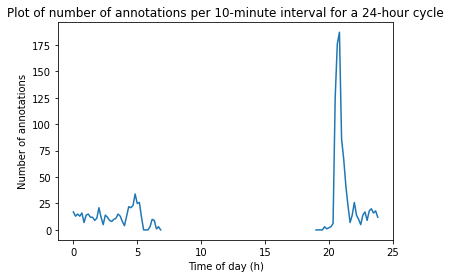 Plot of number of annotations per 10-minute interval for a 24-hour cycle
Number of annotations
175
150
125
100
75
50
25
0
0 5 10 15 20 25
Time of day (h)